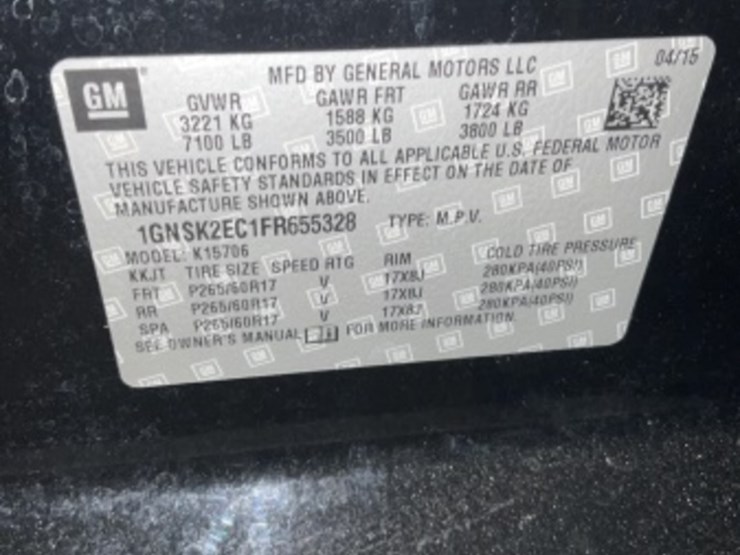 GM
MFD BY GENERAL MOTORS LLC 04/15
GVWR GAWR FRT GAWR RR
3221 KG 1588 KG 1724 KG
7100 LB 3500 LB 3800 LB
THIS VEHICLE CONFORMS TO ALL APPLICABLE U.S. FEDERAL MOTOR
VEHICLE SAFETY STANDARDS IN EFFECT ON THE DATE OF
MANUFACTURE SHOWN ABOVE.
1GNSK2EC1FR655328 TYPE: M.P.V.
MODEL: K15706
KKJT TIRE SIZE SPEED RTG RIM COLD TIRE PRESSURE
FRT P265/60R17 V 17X8J 280KPA(40PSI)
RR P265/60R17 V 17X8J 280KPA(40PSI)
SPA P265/60R17 V 17X8J 280KPA(40PSI)
SEE OWNER'S MANUAL FOR MORE INFORMATION.